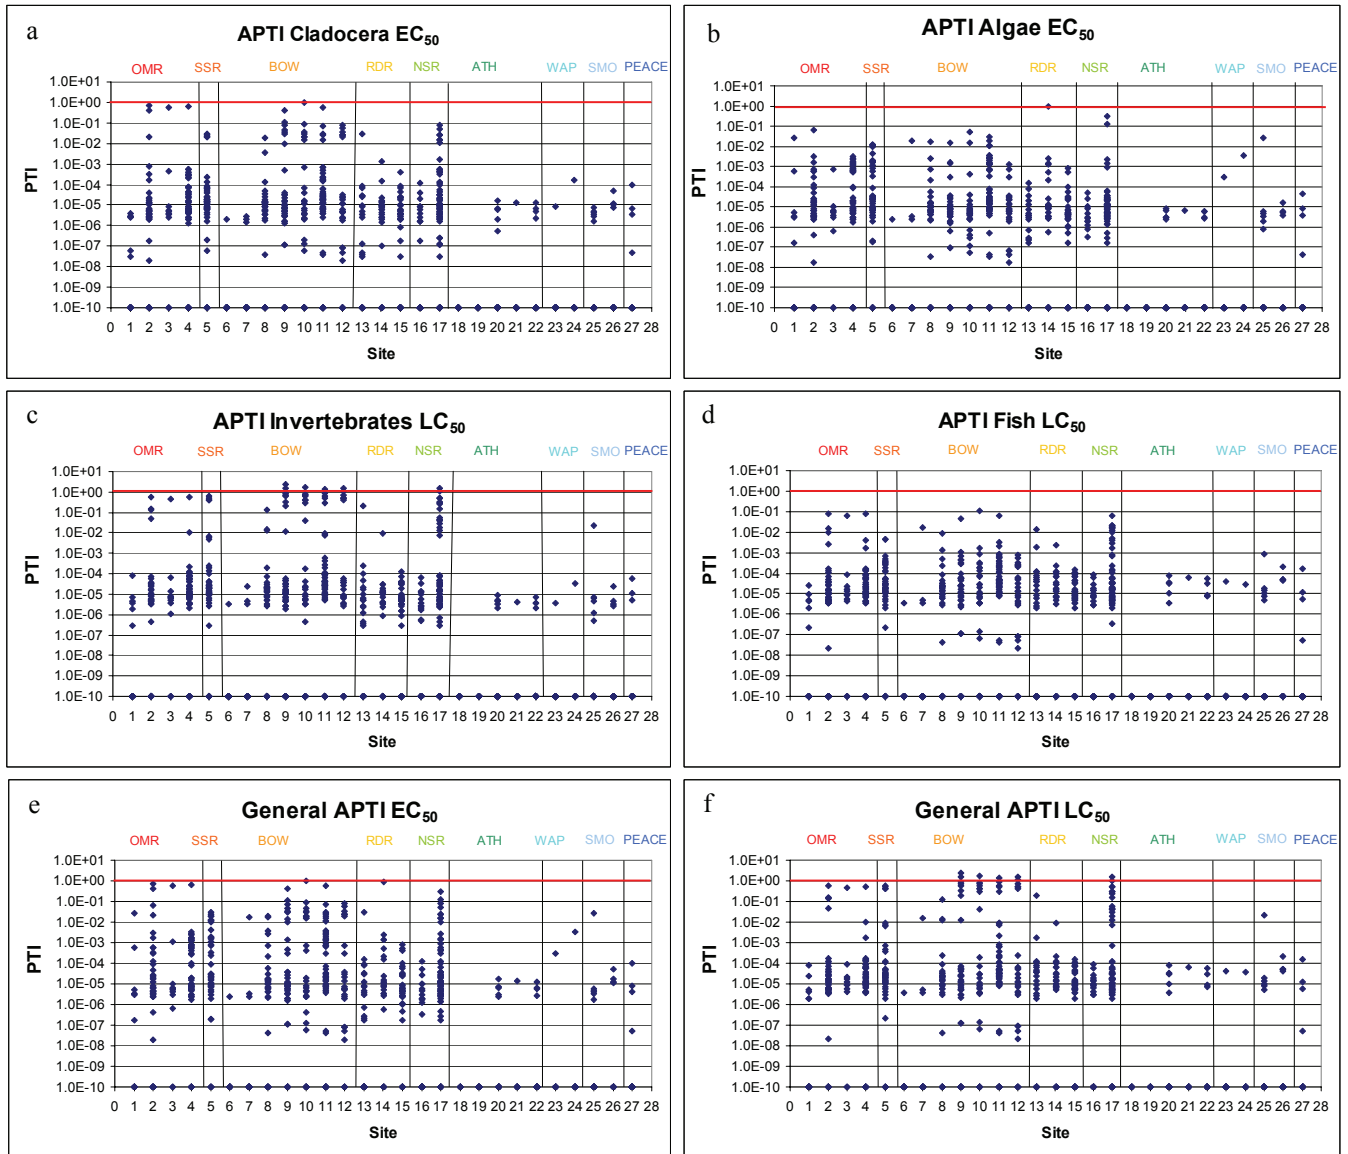 a
APTI Cladocera EC50
OMR SSR BOW RDR NSR ATH WAP SMO PEACE
1.0E+01
1.0E+00
1.0E-01
1.0E-02
1.0E-03
1.0E-04
1.0E-05
1.0E-06
1.0E-07
1.0E-08
1.0E-09
1.0E-10
PTI
0 1 2 3 4 5 6 7 8 9 10 11 12 13 14 15 16 17 18 19 20 21 22 23 24 25 26 27 28
Site
b
APTI Algae EC50
OMR SSR BOW RDR NSR ATH WAP SMO PEACE
1.0E+01
1.0E+00
1.0E-01
1.0E-02
1.0E-03
1.0E-04
1.0E-05
1.0E-06
1.0E-07
1.0E-08
1.0E-09
1.0E-10
PTI
0 1 2 3 4 5 6 7 8 9 10 11 12 13 14 15 16 17 18 19 20 21 22 23 24 25 26 27 28
Site
c
APTI Invertebrates LC50
OMR SSR BOW RDR NSR ATH WAP SMO PEACE
1.0E+01
1.0E+00
1.0E-01
1.0E-02
1.0E-03
1.0E-04
1.0E-05
1.0E-06
1.0E-07
1.0E-08
1.0E-09
1.0E-10
PTI
0 1 2 3 4 5 6 7 8 9 10 11 12 13 14 15 16 17 18 19 20 21 22 23 24 25 26 27 28
Site
d
APTI Fish LC50
OMR SSR BOW RDR NSR ATH WAP SMO PEACE
1.0E+01
1.0E+00
1.0E-01
1.0E-02
1.0E-03
1.0E-04
1.0E-05
1.0E-06
1.0E-07
1.0E-08
1.0E-09
1.0E-10
PTI
0 1 2 3 4 5 6 7 8 9 10 11 12 13 14 15 16 17 18 19 20 21 22 23 24 25 26 27 28
Site
e
General APTI EC50
OMR SSR BOW RDR NSR ATH WAP SMO PEACE
1.0E+01
1.0E+00
1.0E-01
1.0E-02
1.0E-03
1.0E-04
1.0E-05
1.0E-06
1.0E-07
1.0E-08
1.0E-09
1.0E-10
PTI
0 1 2 3 4 5 6 7 8 9 10 11 12 13 14 15 16 17 18 19 20 21 22 23 24 25 26 27 28
Site
f
General APTI LC50
OMR SSR BOW RDR NSR ATH WAP SMO PEACE
1.0E+01
1.0E+00
1.0E-01
1.0E-02
1.0E-03
1.0E-04
1.0E-05
1.0E-06
1.0E-07
1.0E-08
1.0E-09
1.0E-10
PTI
0 1 2 3 4 5 6 7 8 9 10 11 12 13 14 15 16 17 18 19 20 21 22 23 24 25 26 27 28
Site